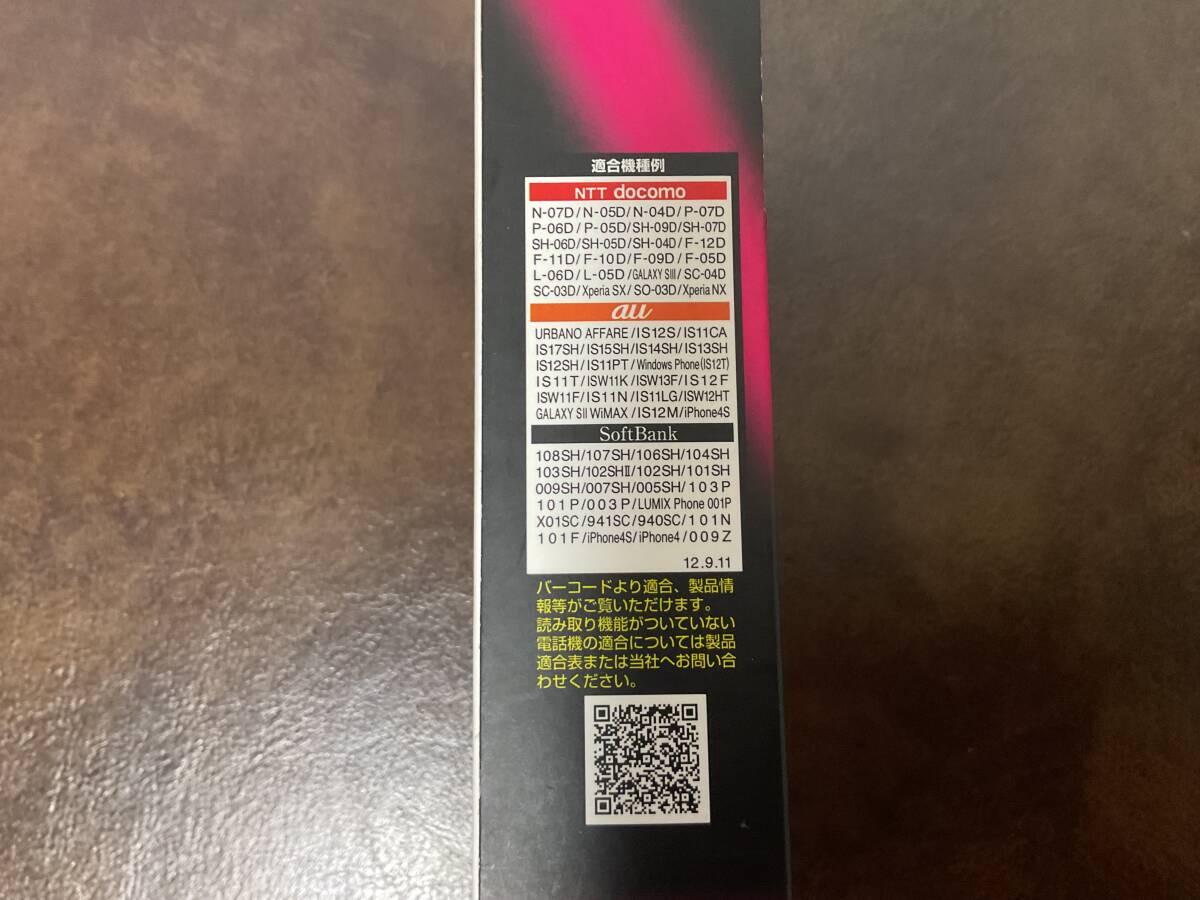 適合機種例
NTT docomo
N-07D/N-05D/N-04D/P-07D
P-06D/P-05D/SH-09D/SH-07D
SH-06D/SH-05D/SH-04D/F-12D
F-11D/F-10D/F-09D/F-05D
L-06D/L-05D/GALAXY SIII/SC-04D
SC-03D/Xperia SX/SO-03D/Xperia NX
au
URBANO AFFARE/IS12S/IS11CA
IS17SH/IS15SH/IS14SH/IS13SH
IS12SH/IS11PT/Windows Phone(IS12T)
IS11T/ISW11K/ISW13F/IS12F
ISW11F/IS11N/IS11LG/ISW12HT
GALAXY SII WiMAX/IS12M/iPhone4S
SoftBank
108SH/107SH/106SH/104SH
103SH/102SHII/102SH/101SH
009SH/007SH/005SH/103P
101P/003P/LUMIX Phone 001P
X01SC/941SC/940SC/101N
101F/iPhone4S/iPhone4/009Z
12.9.11
バーコードより適合、製品情
報等がご覧いただけます。
読み取り機能がついていない
電話機の適合については製品
適合表または当社へお問い合
わせください。